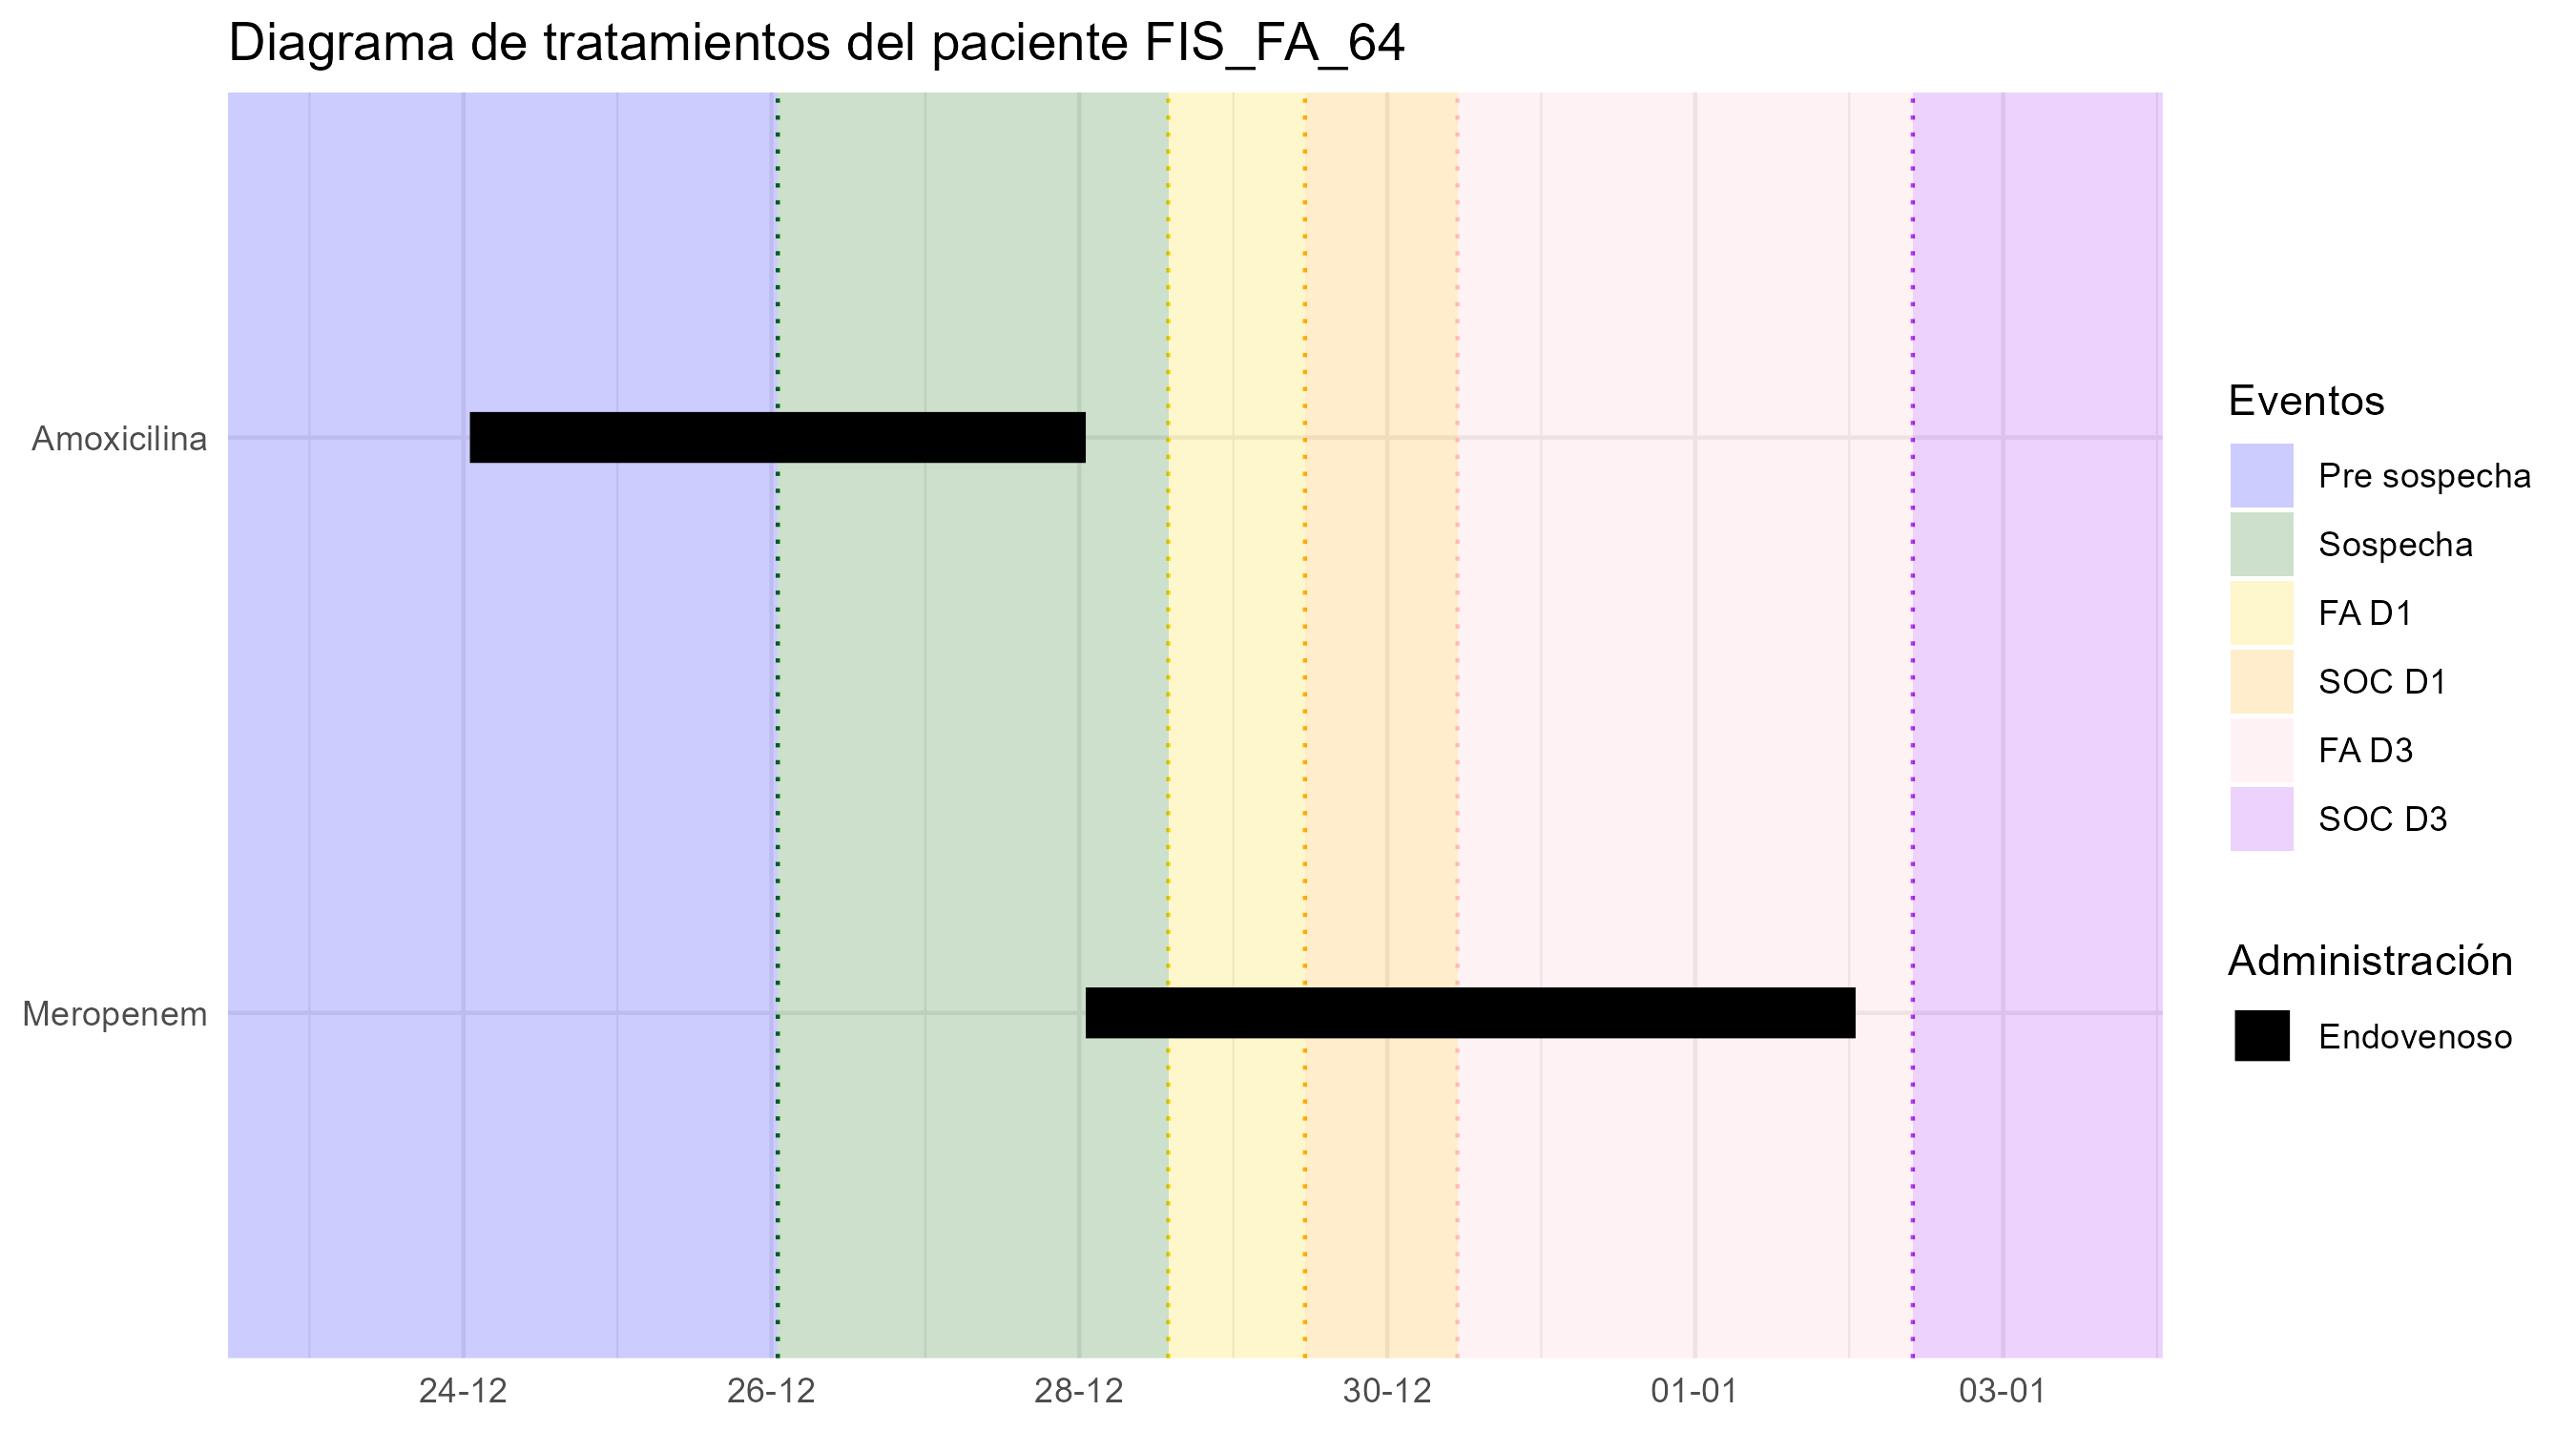 Diagrama de tratamientos del paciente FIS_FA_64
Amoxicilina
Meropenem
24-12
26-12
28-12
30-12
01-01
03-01
Eventos
Pre sospecha
Sospecha
FA D1
SOC D1
FA D3
SOC D3
Administración
Endovenoso